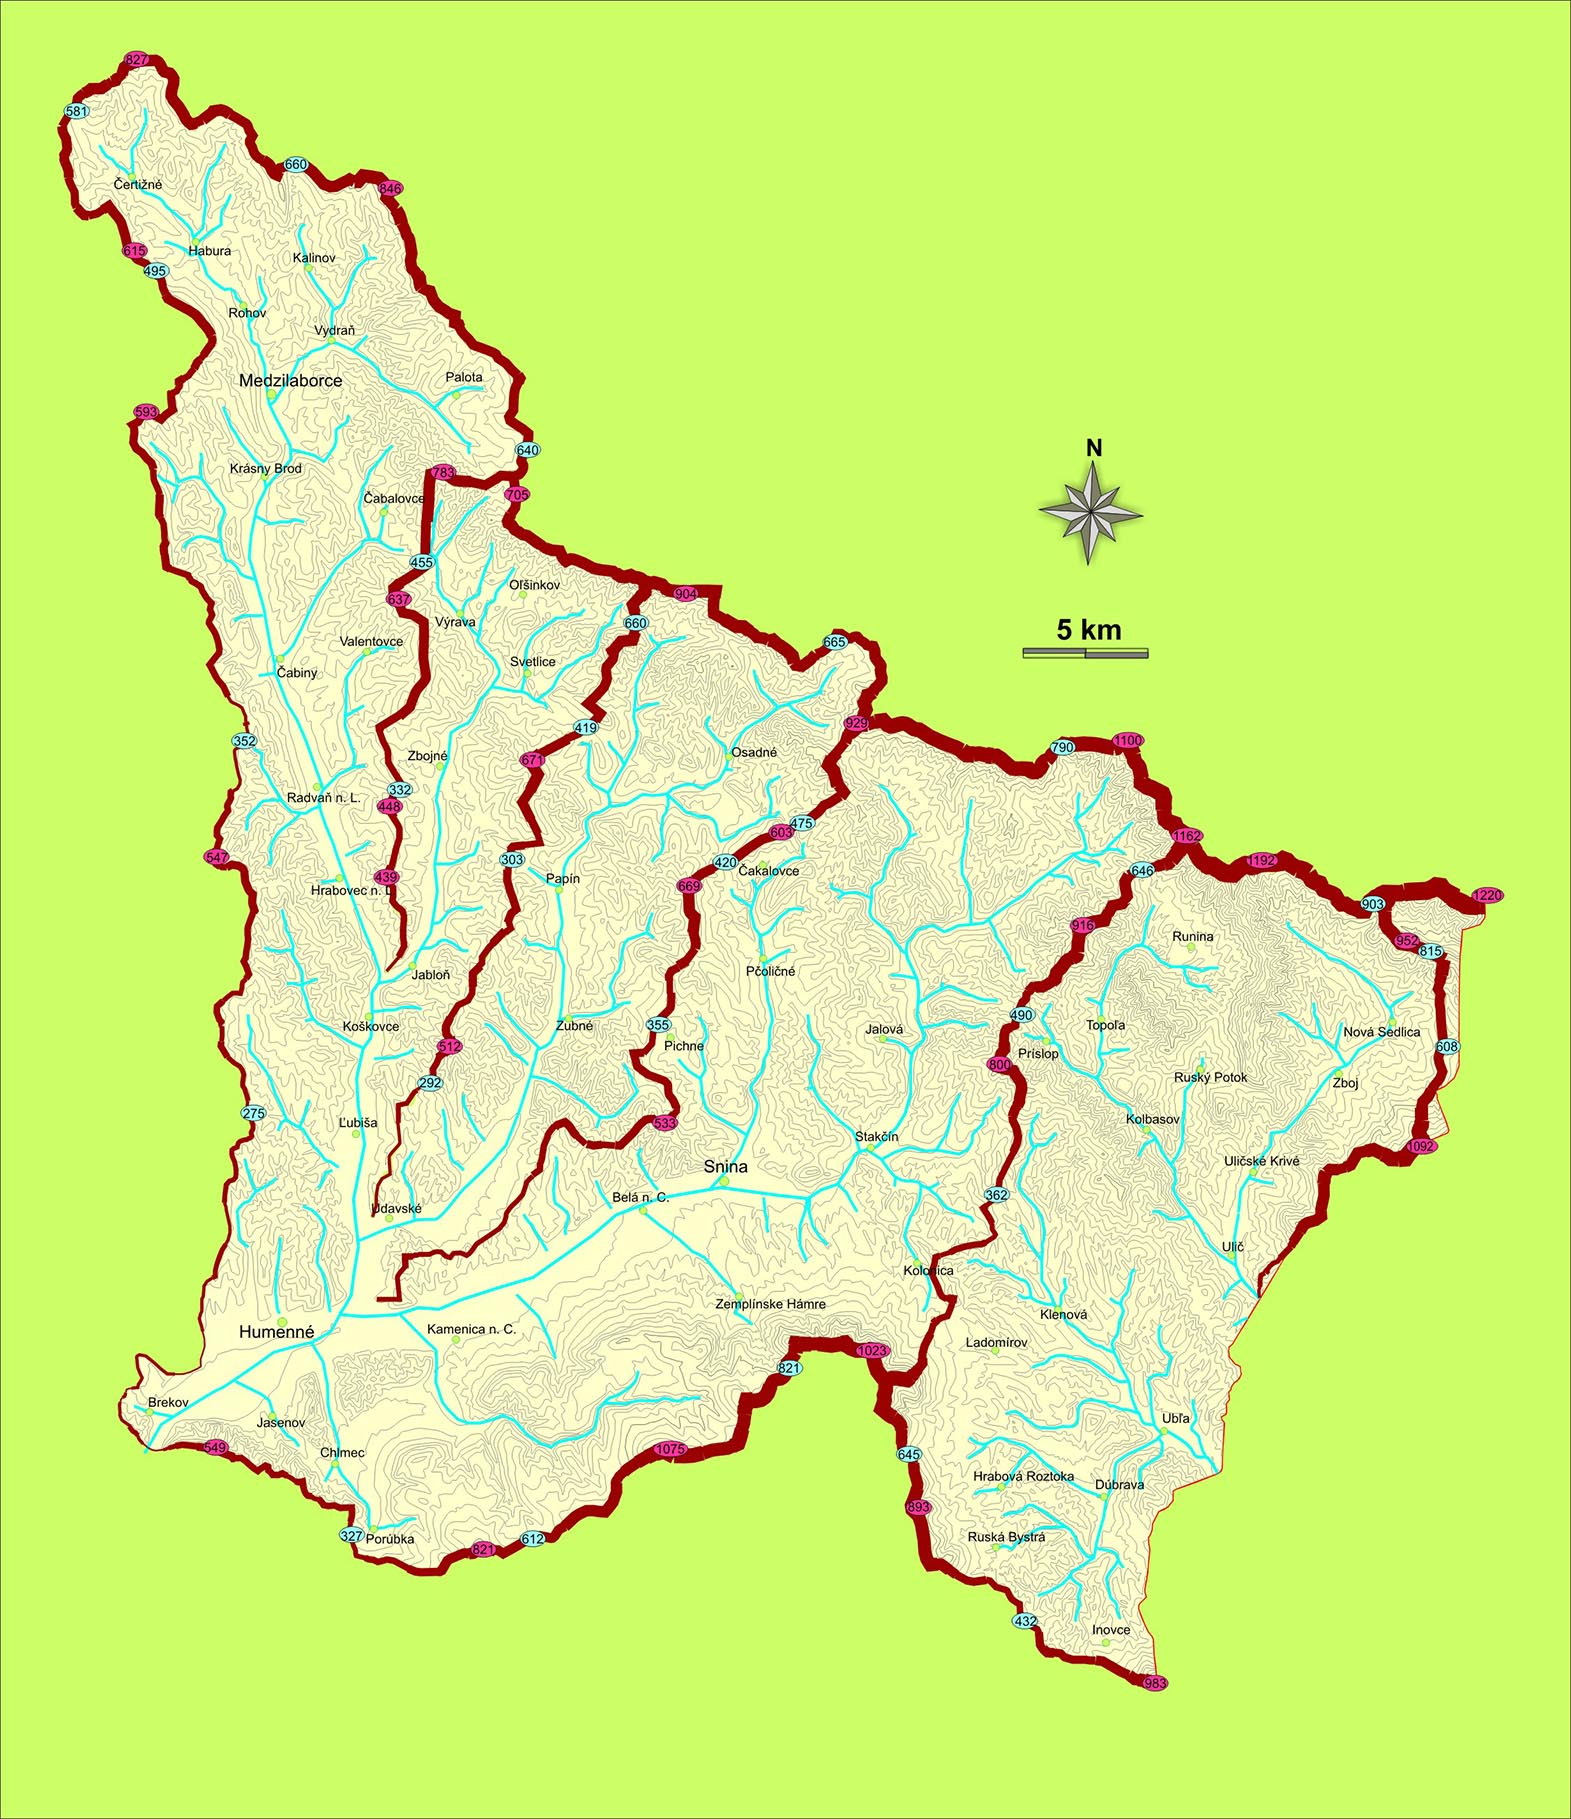 827
581
660
846
Čertižné
615
Habura
495
Kalinov
Rohov
Vydraň
Medzilaborce
Palota
593
640
N
Krásny Brod
783
Čabalovce
705
455
Oľšinkov
904
637
Výrava
660
5 km
Valentovce
665
Čabiny
Svetlice
929
419
352
790
1100
Zbojné
671
Osadné
332
Radvaň n. L.
448
475
603
1162
547
303
420
1192
Čakalovce
646
439
Papín
669
Hrabovec n. L.
1220
903
916
Runina
952
815
Jabloň
Pčoličné
490
Koškovce
Zubné
355
Jalová
Topoľa
Nová Sedlica
512
Pichne
Príslop
608
800
292
Ruský Potok
Zboj
275
Ľubiša
533
Kolbasov
Stakčín
1092
Snina
Uličské Krivé
362
Belá n. C.
Udavské
Ulič
Kolonica
Zemplínske Hámre
Klenová
Humenné
Kamenica n. C.
Ladomírov
1023
821
Brekov
Jasenov
Ubľa
549
1075
Chlmec
645
Hrabová Roztoka
Dúbrava
893
327
Porúbka
612
Ruská Bystrá
821
432
Inovce
983